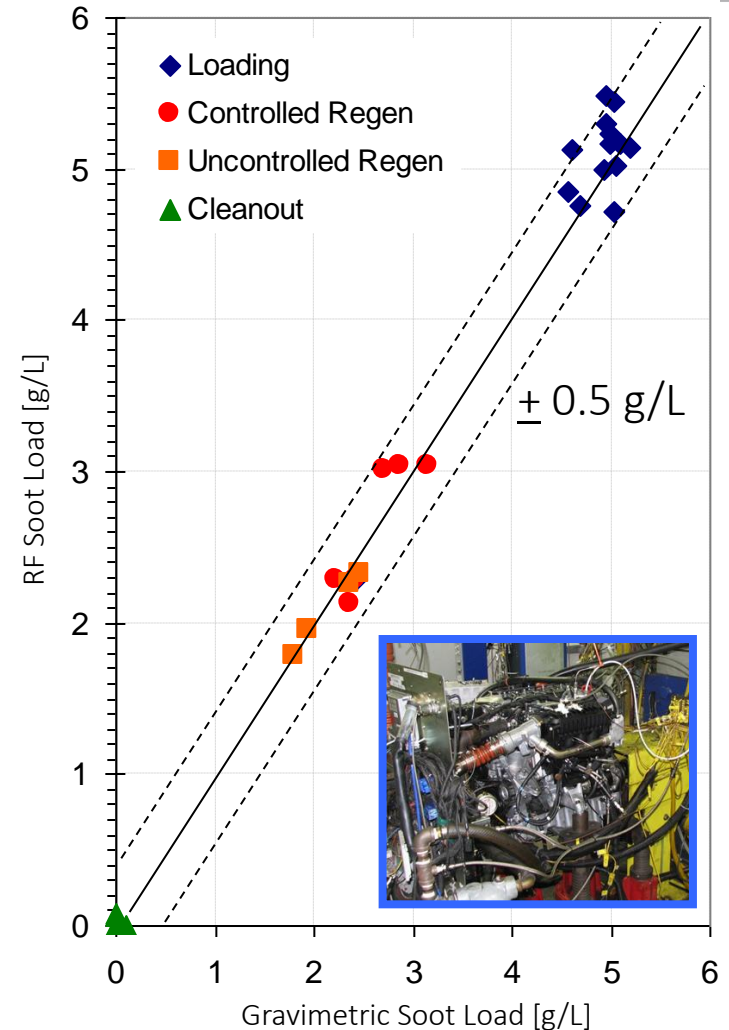 6
5
4
3
2
1
0
RF Soot Load [g/L]
Loading
Controlled Regen
Uncontrolled Regen
Cleanout
± 0.5 g/L
0 1 2 3 4 5 6
Gravimetric Soot Load [g/L]